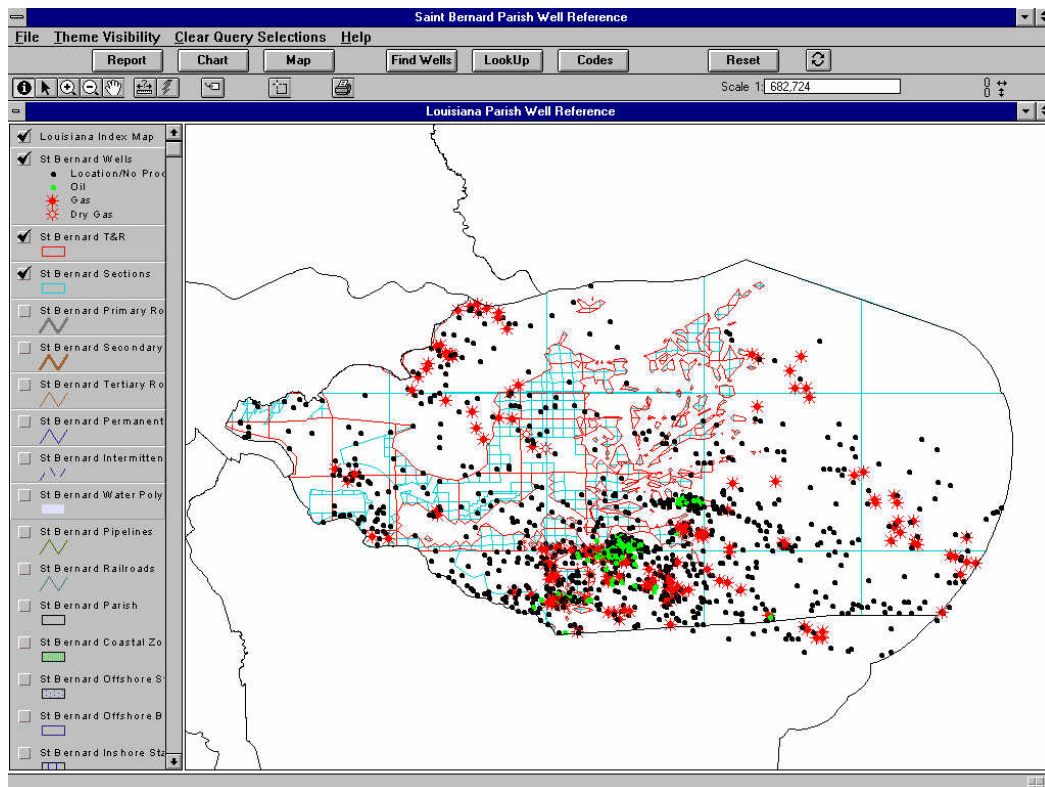 Saint Bernard Parish Well Reference
File Theme Visibility Clear Query Selections Help
Report Chart Map Find Wells LookUp Codes Reset
Scale 1: 682,724
Louisiana Parish Well Reference
Louisiana Index Map
St Bernard Wells
Location/No Proc
Oil
Gas
Dry Gas
St Bernard T&R
St Bernard Sections
St Bernard Primary Ro
St Bernard Secondary
St Bernard Tertiary Ro
St Bernard Permanent
St Bernard Intermitten
St Bernard Water Poly
St Bernard Pipelines
St Bernard Railroads
St Bernard Parish
St Bernard Coastal Zo
St Bernard Offshore S
St Bernard Offshore B
St Bernard Inshore Sta